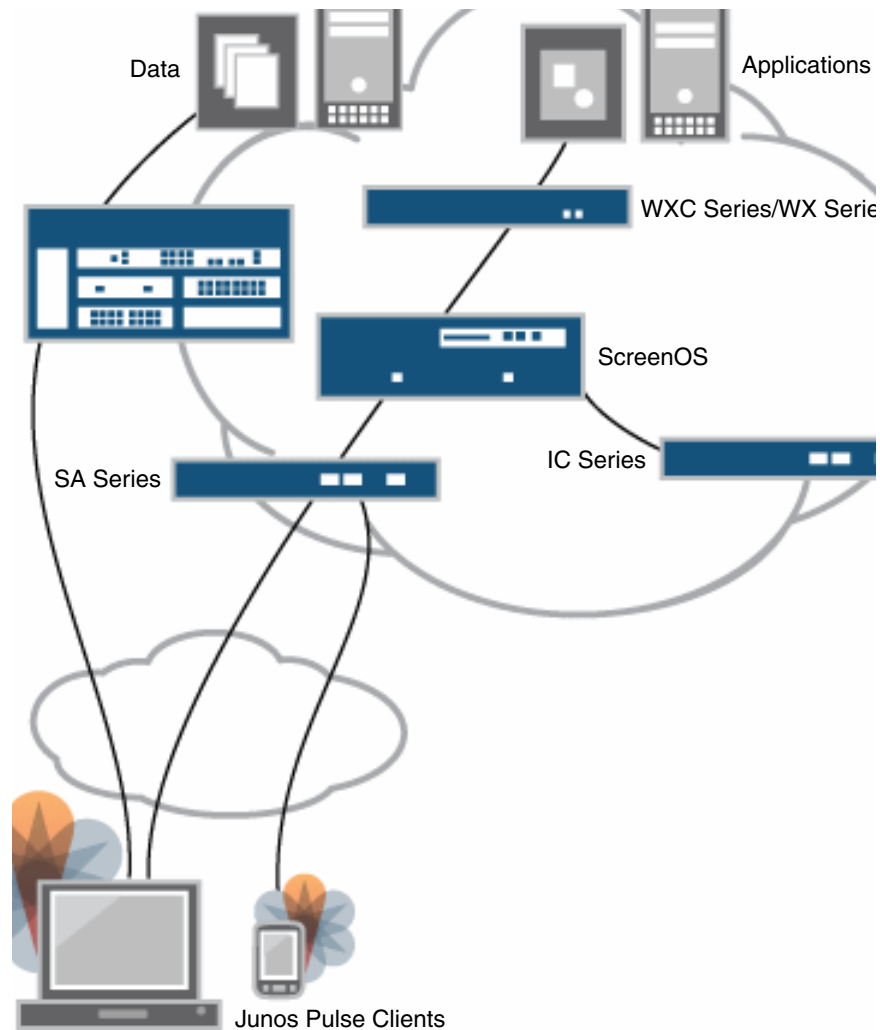 Data
Applications
WXC Series/WX Serie
ScreenOS
IC Series
SA Series
Junos Pulse Clients